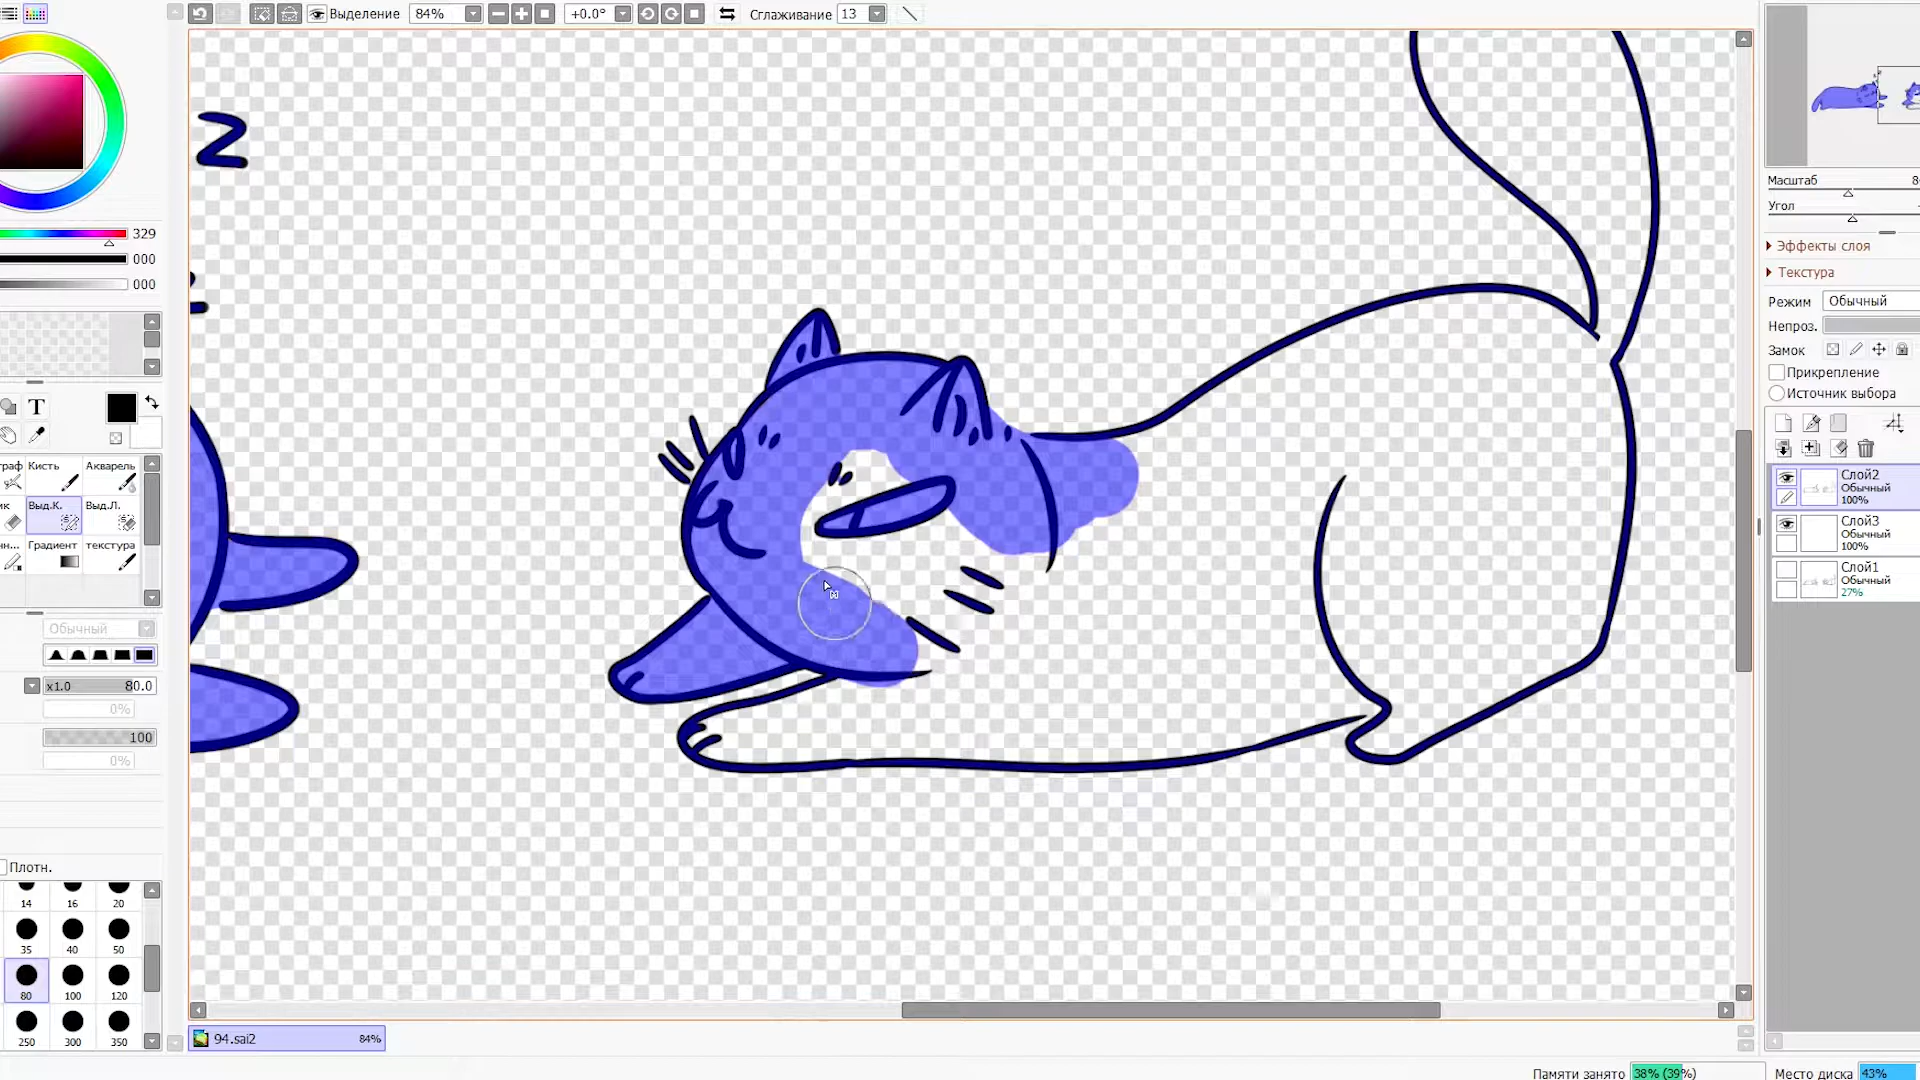 Выделение 84% +0.0° Сглаживание 13
329
000
000
T
Кисть Акварель
Выд.К. Выд.Л.
Градиент текстура
Обычный
x1.0 80.0
0%
100
0%
Плотн.
14 16 20
35 40 50
80 100 120
250 300 350
z
94.sai2 84%
Масштаб
Угол
Эффекты слоя
Текстура
Режим Обычный
Непроз.
Замок
Прикрепление
Источник выбора
Слой2
Обычный
100%
Слой3
Обычный
100%
Слой1
Обычный
27%
Памяти занято 38% (39%) Место диска 43%